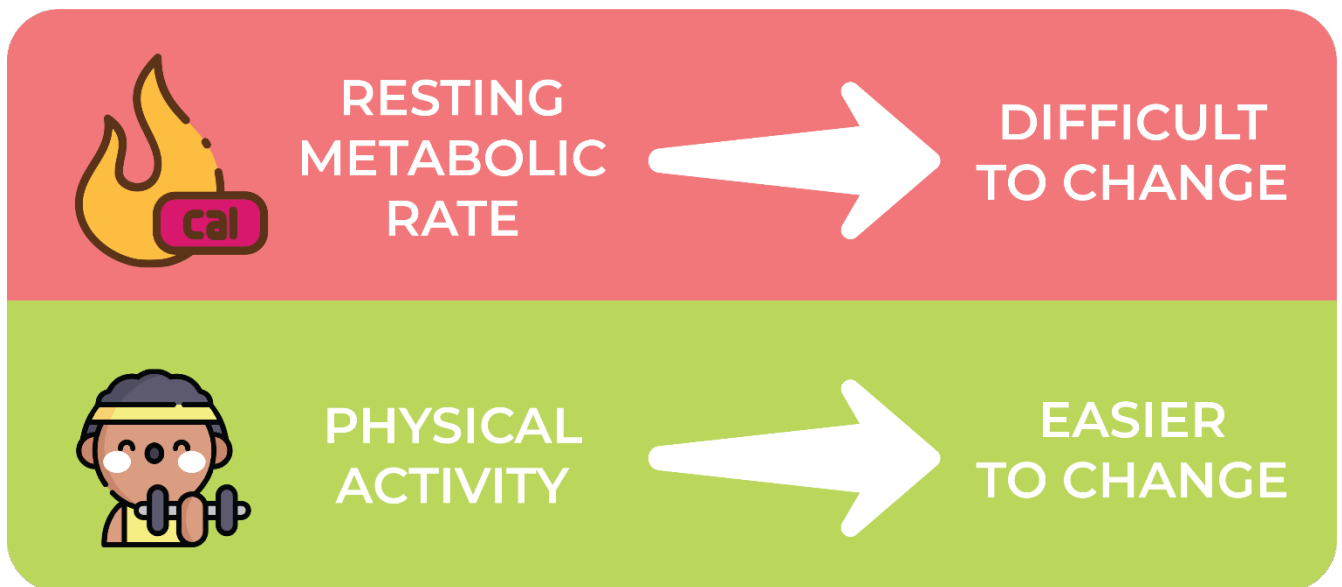 RESTING
METABOLIC
RATE
DIFFICULT
TO CHANGE
cal
PHYSICAL
ACTIVITY
EASIER
TO CHANGE